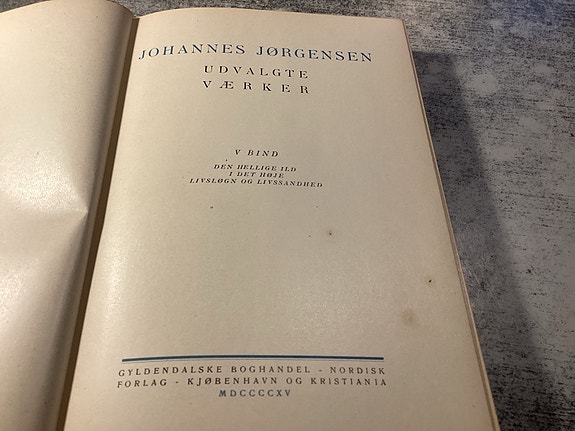 JOHANNES JØRGENSEN
UDVALGTE
VÆRKER
V BIND
DEN HELLIGE ILD
I DET HØJE
LIVSLØGN OG LIVSSANDHED
GYLDENDALSKE BOGHANDEL - NORDISK
FORLAG - KJØBENHAVN OG KRISTIANIA
MDCCCCXV